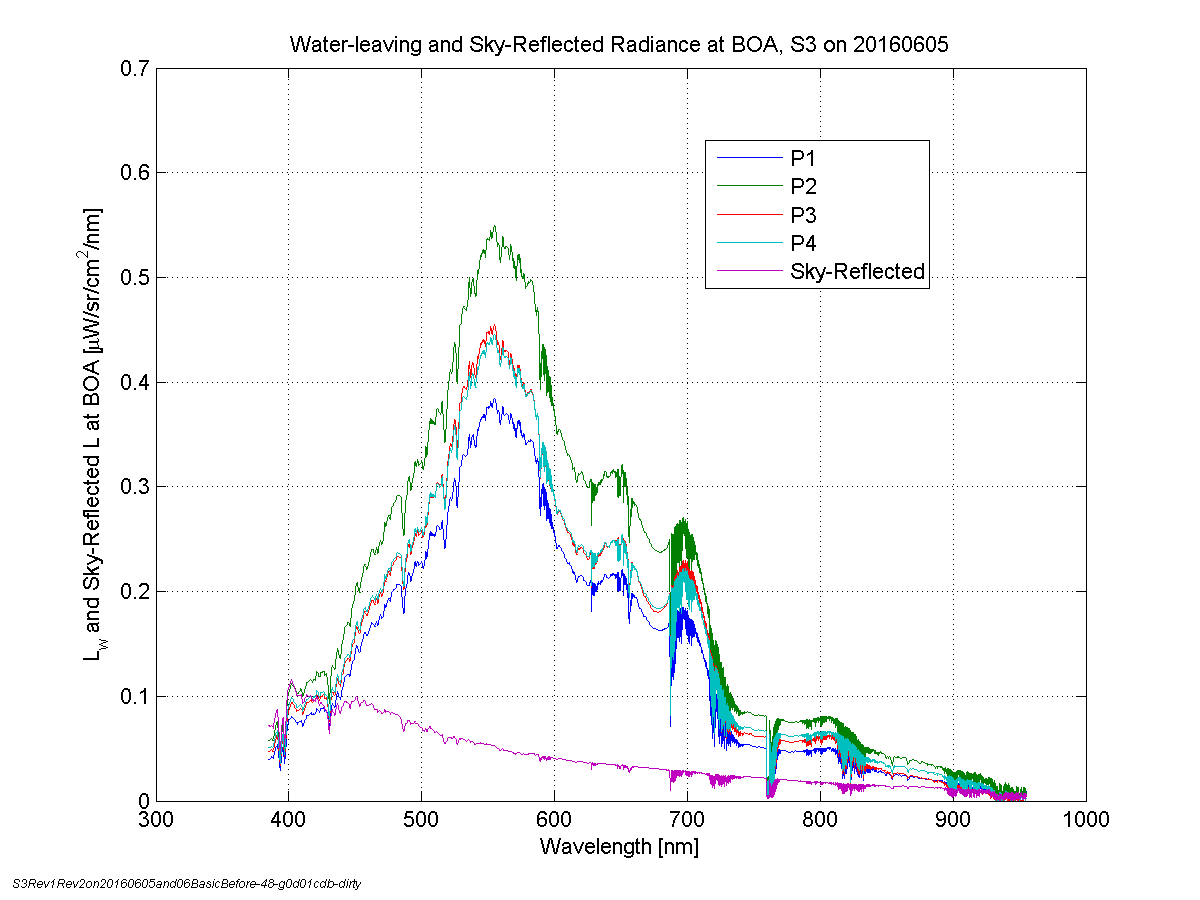 Water-leaving and Sky-Reflected Radiance at BOA, S3 on 20160605
L_w and Sky-Reflected L at BOA [µW/sr/cm²/nm]
0.7
0.6
0.5
0.4
0.3
0.2
0.1
0
P1
P2
P3
P4
Sky-Reflected
300 400 500 600 700 800 900 1000
Wavelength [nm]
S3Rev1Rev2on20160605and06BasicBefore-48-g0d01cdb-dirty